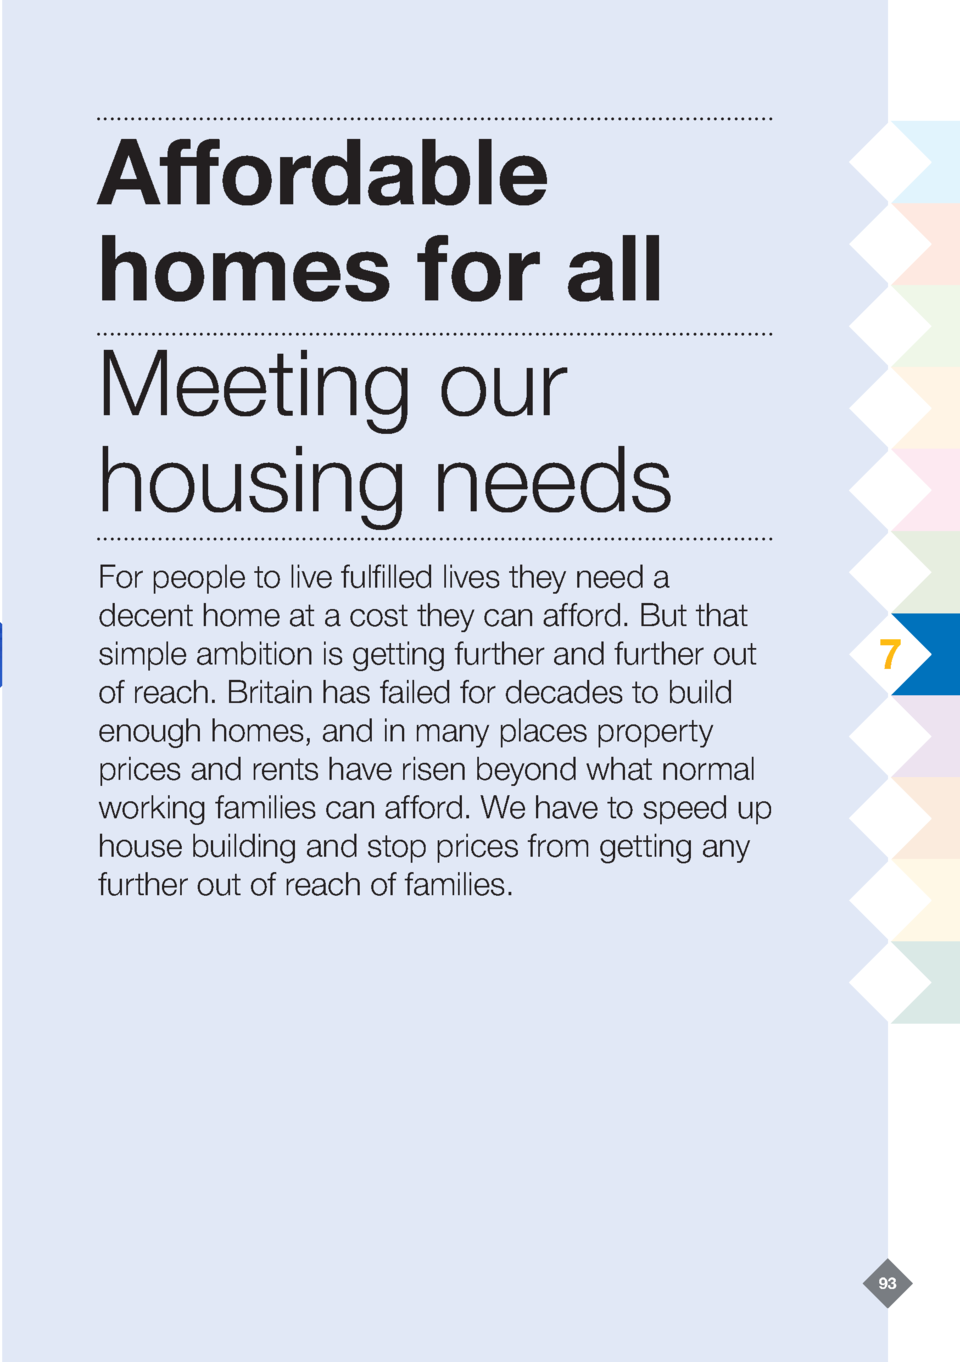 Affordable
homes for all
Meeting our
housing needs
For people to live fulfilled lives they need a
decent home at a cost they can afford. But that
simple ambition is getting further and further out
of reach. Britain has failed for decades to build
enough homes, and in many places property
prices and rents have risen beyond what normal
working families can afford. We have to speed up
house building and stop prices from getting any
further out of reach of families.
7
93